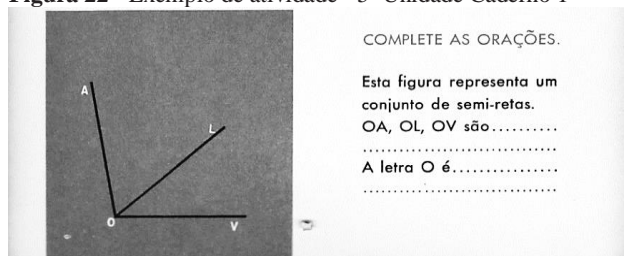 Figura 22 - Exemplo de atividade - 3ª Unidade Caderno 1
COMPLETE AS ORAÇÕES.
Esta figura representa um
conjunto de semi-retas.
OA, OL, OV são..........
..............................
A letra O é................
..............................
A
L
O
V